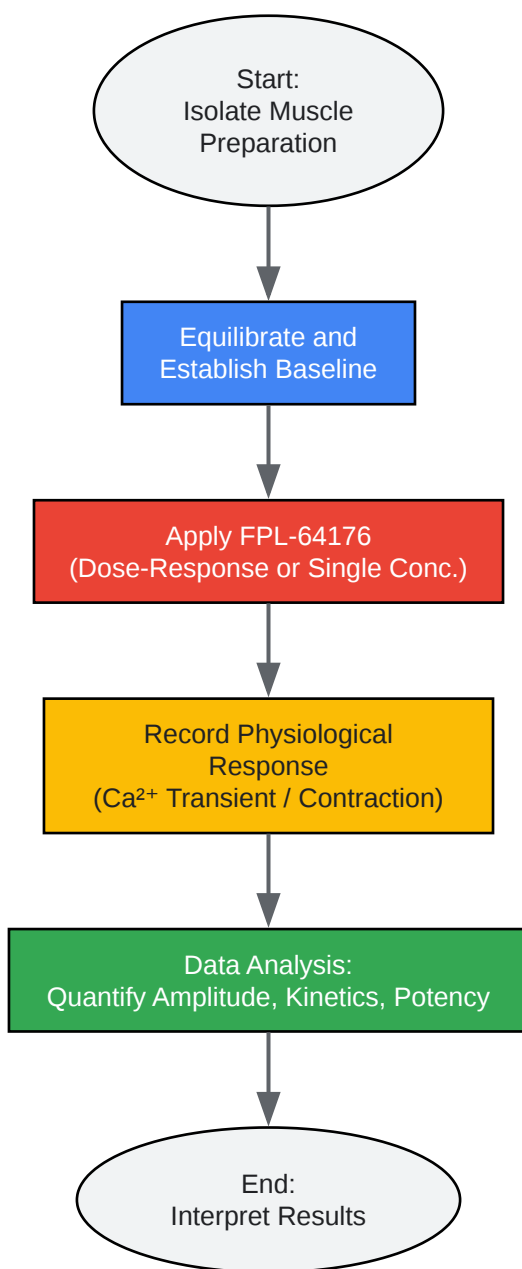 Start:
Isolate Muscle
Preparation
Equilibrate and
Establish Baseline
Apply FPL-64176
(Dose-Response or Single Conc.)
Record Physiological
Response
(Ca²⁺ Transient / Contraction)
Data Analysis:
Quantify Amplitude, Kinetics, Potency
End:
Interpret Results